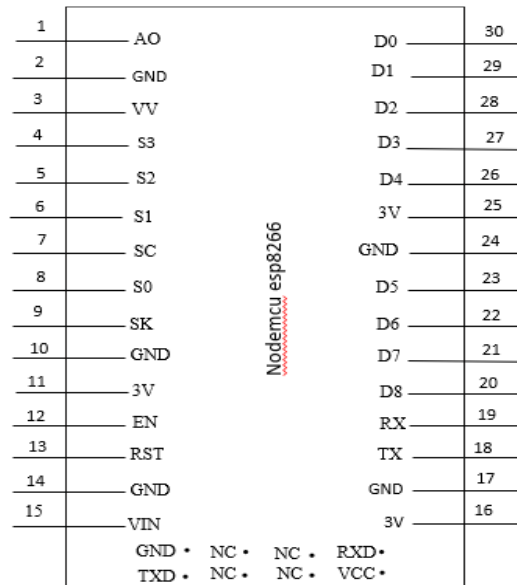 1 AO D0 30
2 GND D1 29
3 VV D2 28
4 S3 D3 27
5 S2 D4 26
6 S1 3V 25
7 SC GND 24
8 S0 D5 23
9 SK D6 22
10 GND D7 21
11 3V D8 20
12 EN RX 19
13 RST TX 18
14 GND GND 17
15 VIN 3V 16
Nodemcu esp8266
GND • NC • NC • RXD•
TXD • NC • NC • VCC•